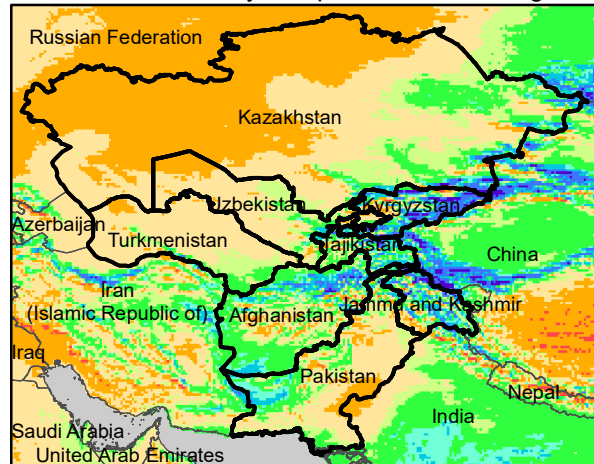 Russian Federation
Kazakhstan
Uzbekistan
Kyrgyzstan
Azerbaijan
Turkmenistan
Tajikistan
China
Iran
(Islamic Republic of)
Afghanistan
Jammu and Kashmir
Iraq
Pakistan
Nepal
India
Saudi Arabia
United Arab Emirates